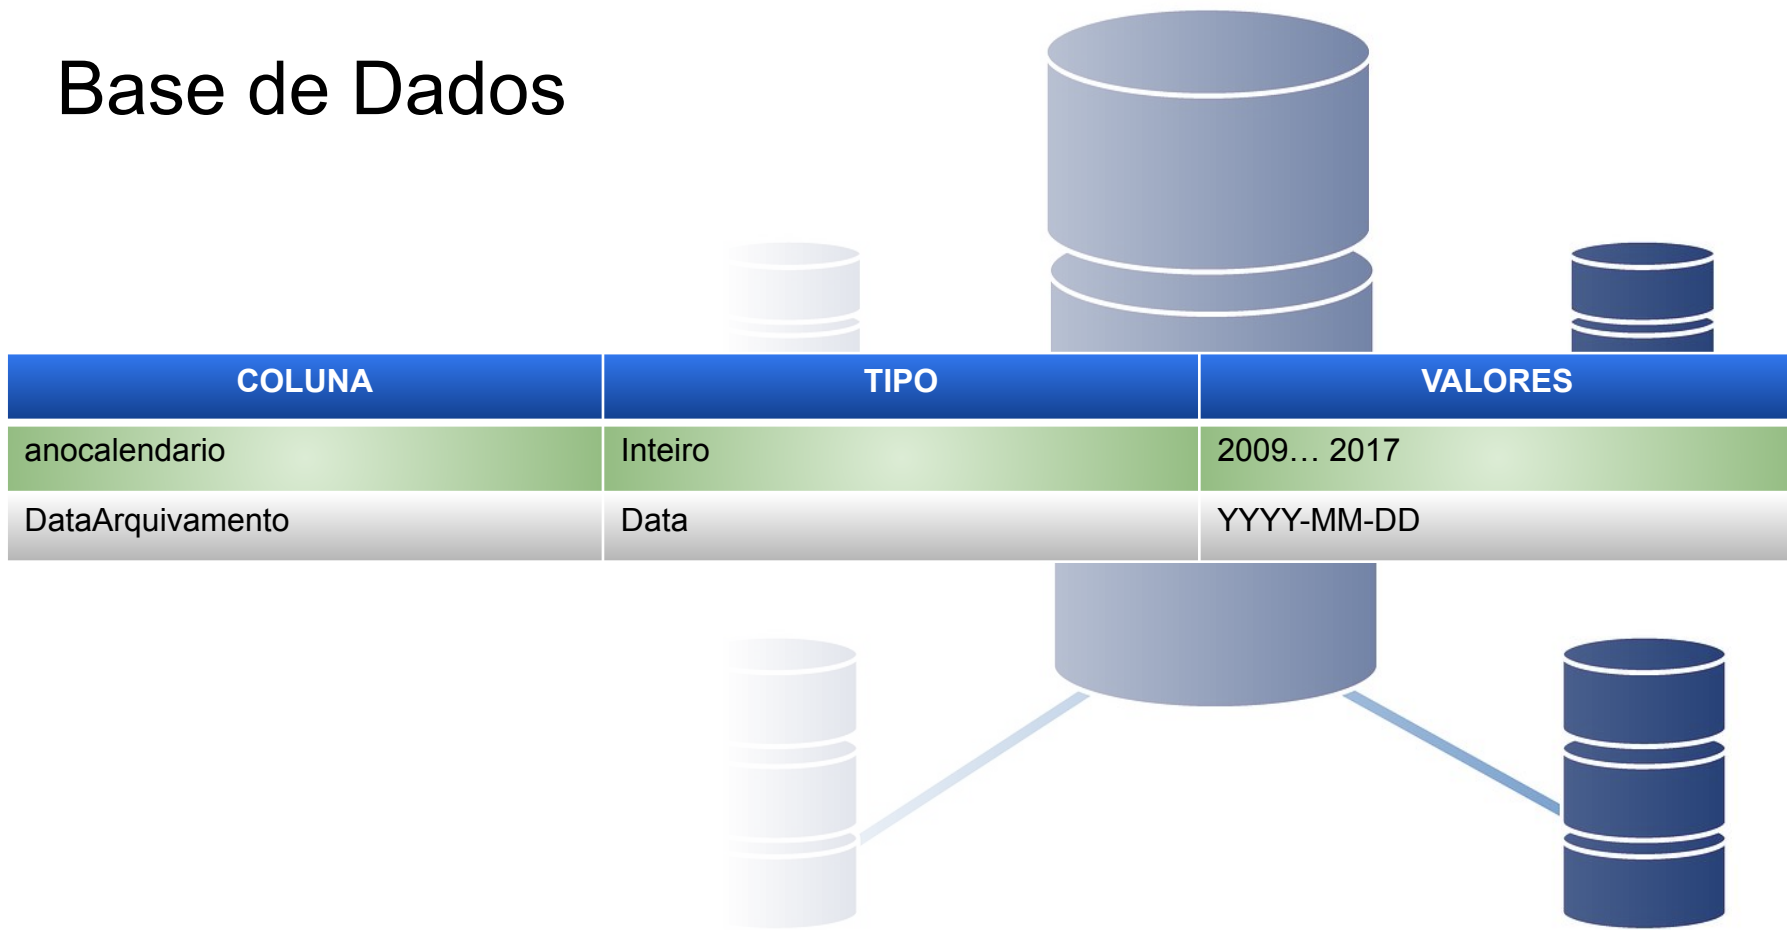 Base de Dados
COLUNA TIPO VALORES
anocalendario Inteiro 2009… 2017
DataArquivamento Data YYYY-MM-DD